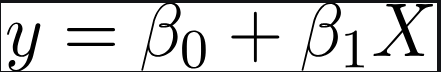 y = β₀ + β₁X